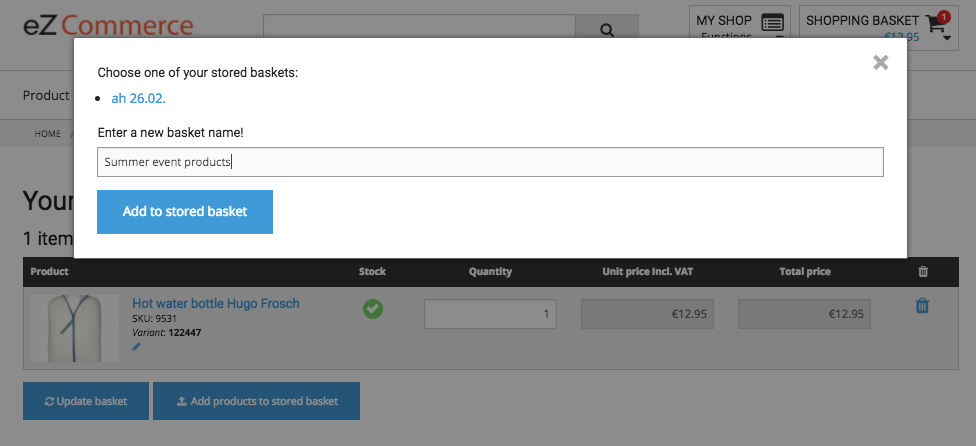 eZ Commerce
MY SHOP
Functions
SHOPPING BASKET
1
€12.95
Choose one of your stored baskets:
ah 26.02.
Enter a new basket name!
Summer event products
Add to stored basket
Product
HOME /
Your
1 item
Product Stock Quantity Unit price Incl. VAT Total price
Hot water bottle Hugo Frosch
SKU: 9531
Variant: 122447
1 €12.95 €12.95
Update basket
Add products to stored basket